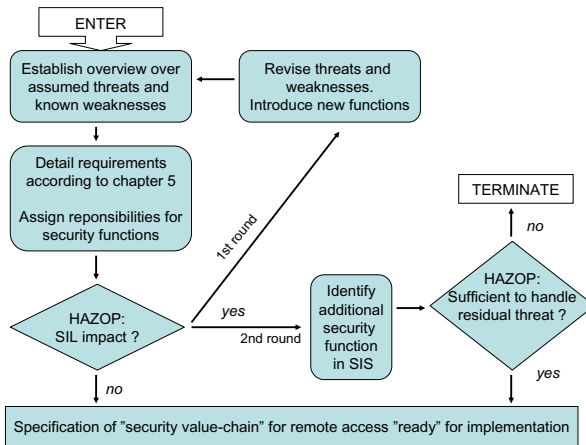 ENTER
Establish overview over
assumed threats and
known weaknesses
Revise threats and
weaknesses.
Introduce new functions
Detail requirements
according to chapter 5
Assign reponsibilities for
security functions
TERMINATE
no
1st round
HAZOP:
SIL impact ?
yes
2nd round
Identify
additional
security
function
in SIS
HAZOP:
Sufficient to handle
residual threat ?
no
yes
Specification of "security value-chain" for remote access "ready" for implementation